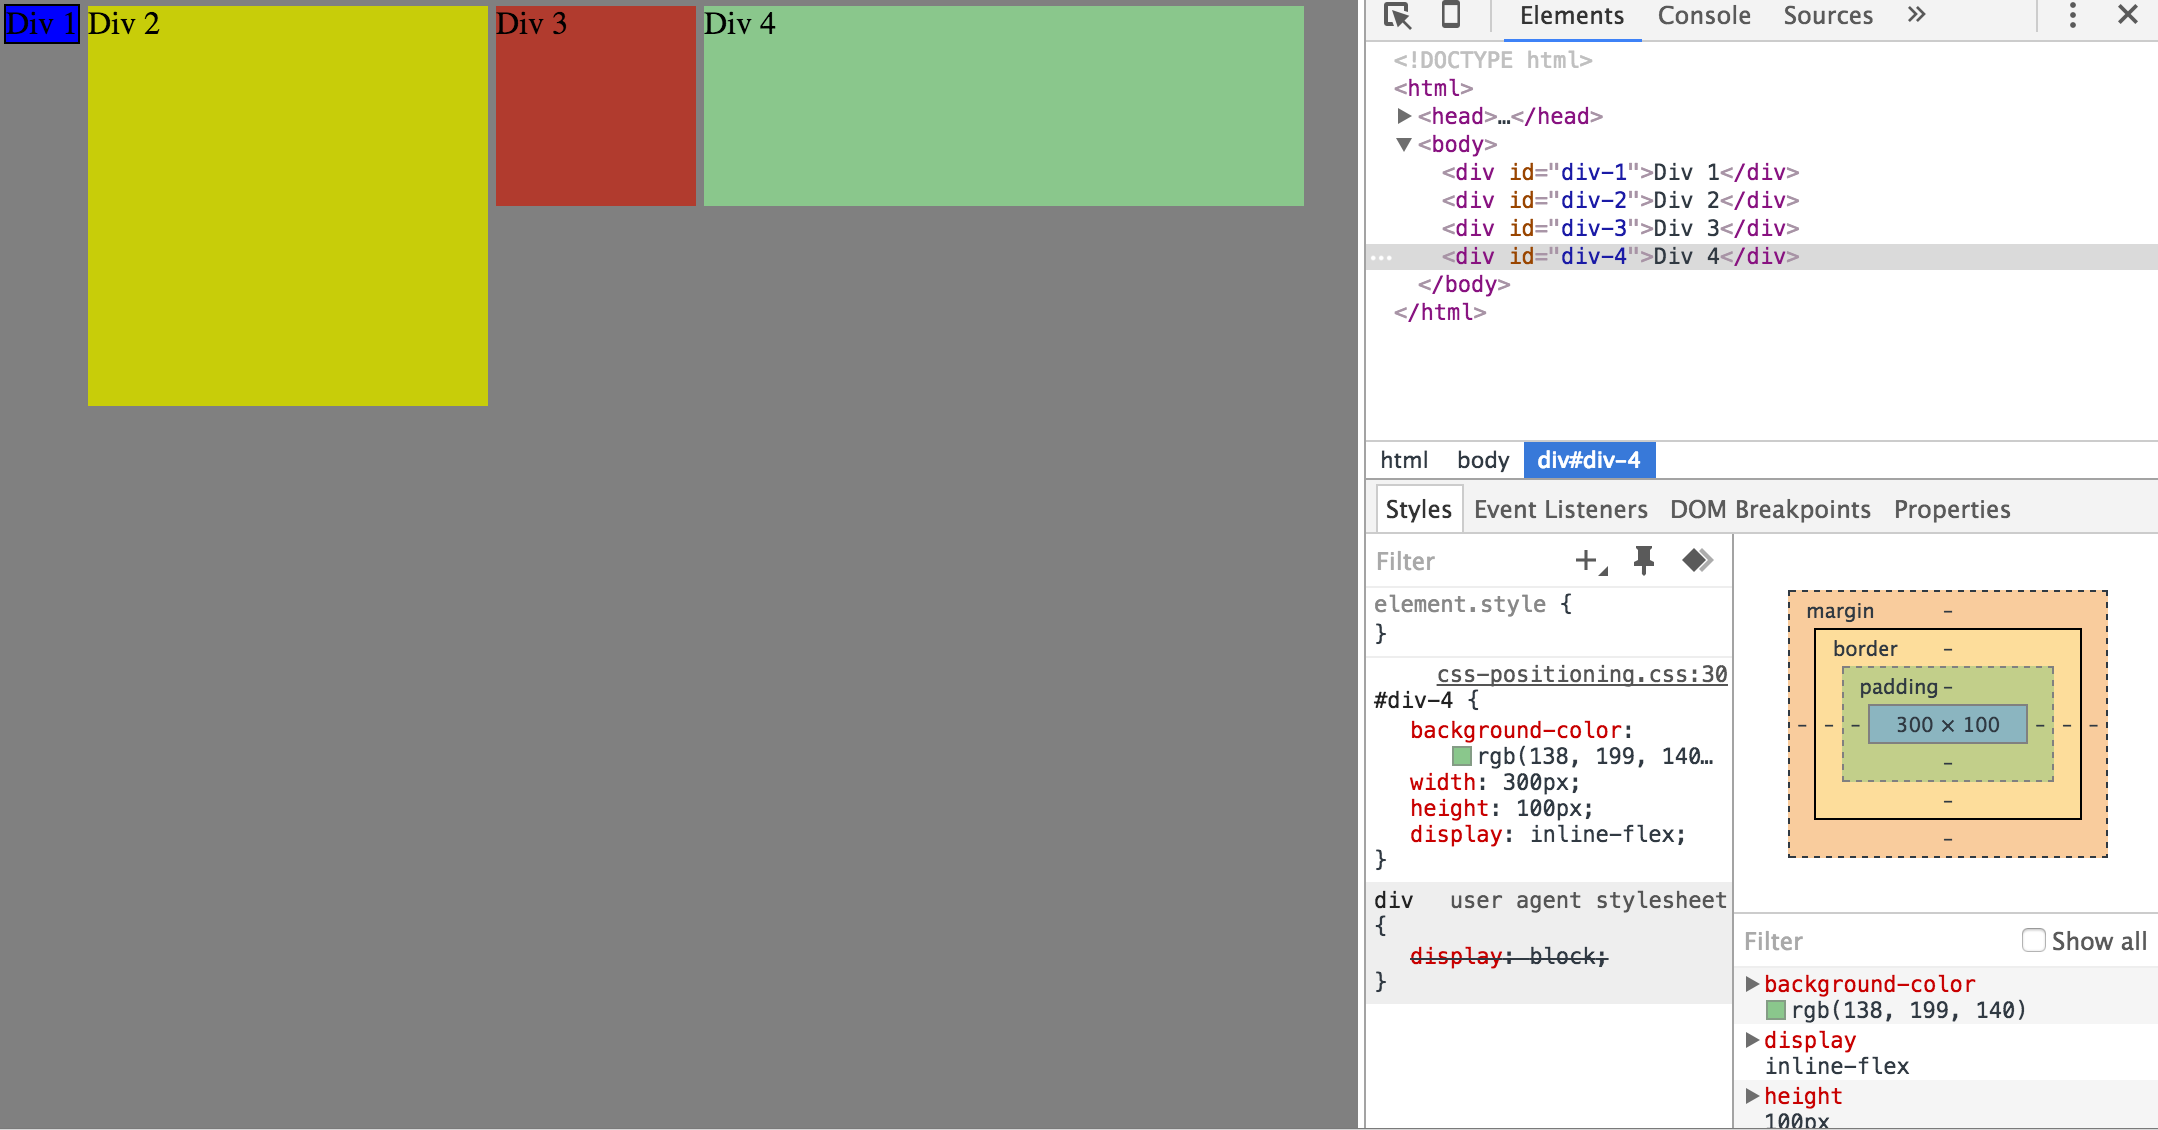 Div 1 Div 2 Div 3 Div 4
Elements Console Sources »
<!DOCTYPE html>
<html>
<head>…</head>
<body>
<div id="div-1">Div 1</div>
<div id="div-2">Div 2</div>
<div id="div-3">Div 3</div>
<div id="div-4">Div 4</div>
</body>
</html>
html body div#div-4
Styles Event Listeners DOM Breakpoints Properties
Filter
element.style {
}
css-positioning.css:30
#div-4 {
background-color:
rgb(138, 199, 140…
width: 300px;
height: 100px;
display: inline-flex;
}
div user agent stylesheet
{
display: block;
}
margin –
border –
padding –
– – – 300 × 100 – – –
–
–
–
Filter Show all
background-color
rgb(138, 199, 140)
display
inline-flex
height
100px